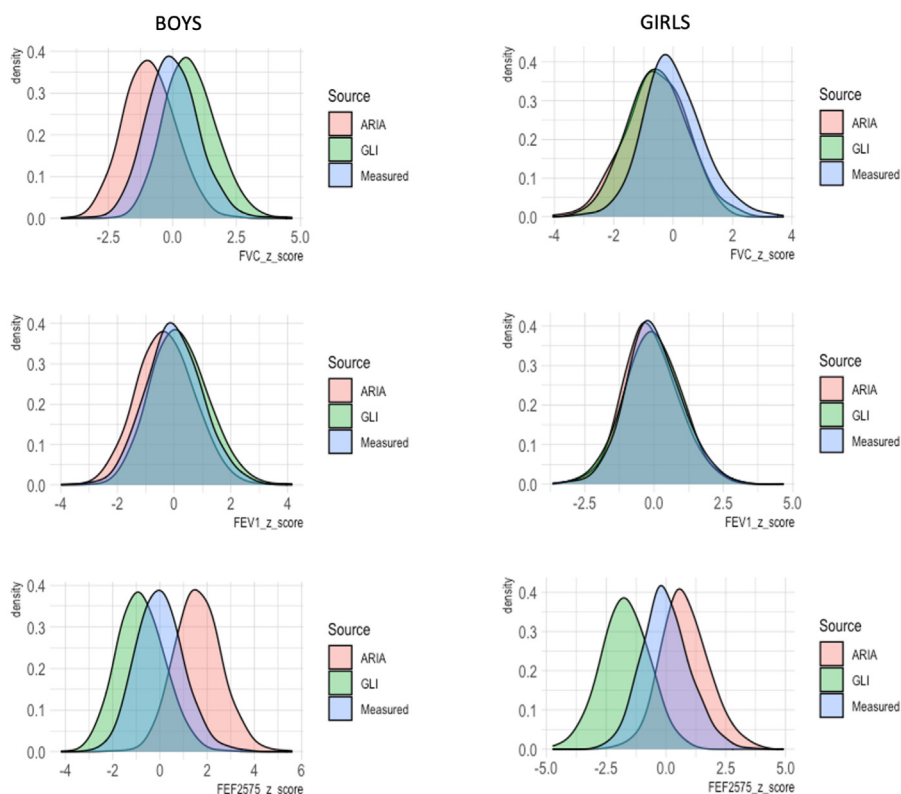 BOYS
GIRLS
density
0.4
0.3
0.2
0.1
0.0
-2.5 0.0 2.5 5.0
FVC_z_score
Source
ARIA
GLI
Measured
density
0.4
0.3
0.2
0.1
0.0
-4 -2 0 2 4
FVC_z_score
Source
ARIA
GLI
Measured
density
0.4
0.3
0.2
0.1
0.0
-4 -2 0 2 4
FEV1_z_score
Source
ARIA
GLI
Measured
density
0.4
0.3
0.2
0.1
0.0
-2.5 0.0 2.5 5.0
FEV1_z_score
Source
ARIA
GLI
Measured
density
0.4
0.3
0.2
0.1
0.0
-4 -2 0 2 4 6
FEF2575_z_score
Source
ARIA
GLI
Measured
density
0.4
0.3
0.2
0.1
0.0
-5.0 -2.5 0.0 2.5 5.0
FEF2575_z_score
Source
ARIA
GLI
Measured